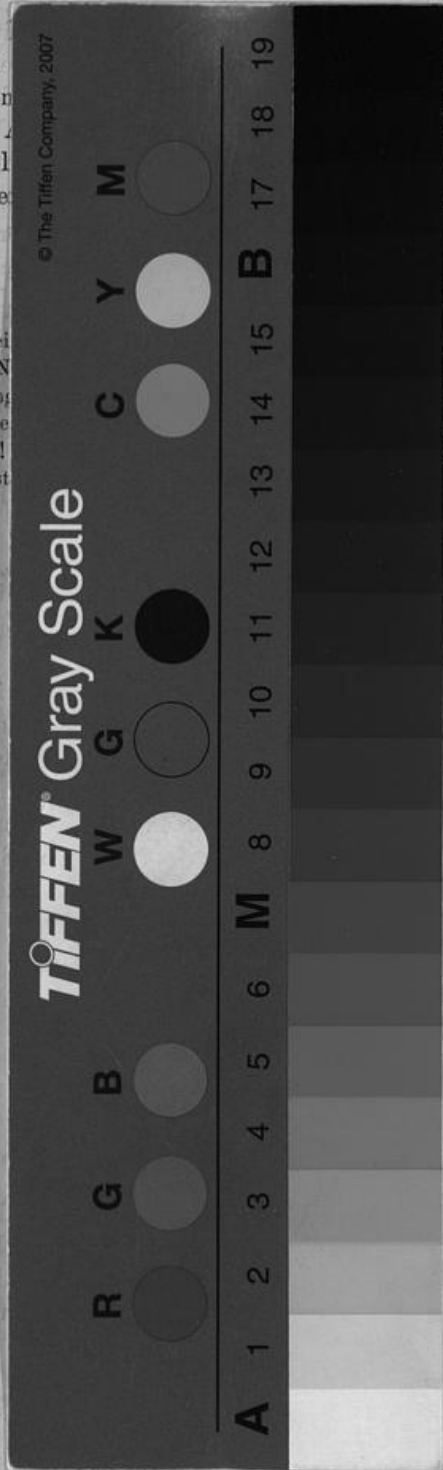 © The Tiffen Company, 2007
TIFFEN® Gray Scale
R G B W G K C Y M
A 1 2 3 4 5 6 M 8 9 10 11 12 13 14 15 B 17 18 19